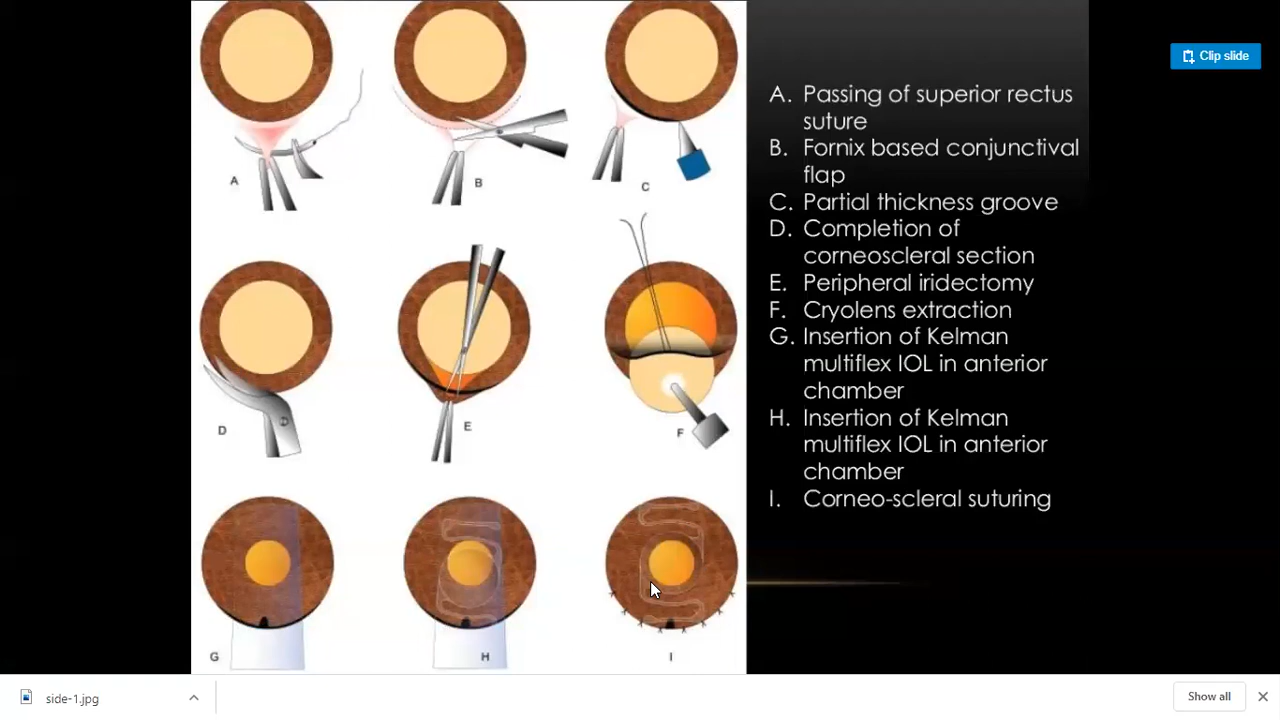 Clip slide
A
B
C
D
E
F
G
H
I
A. Passing of superior rectus
suture
B. Fornix based conjunctival
flap
C. Partial thickness groove
D. Completion of
corneoscleral section
E. Peripheral iridectomy
F. Cryolens extraction
G. Insertion of Kelman
multiflex IOL in anterior
chamber
H. Insertion of Kelman
multiflex IOL in anterior
chamber
I. Corneo-scleral suturing
side-1.jpg
Show all